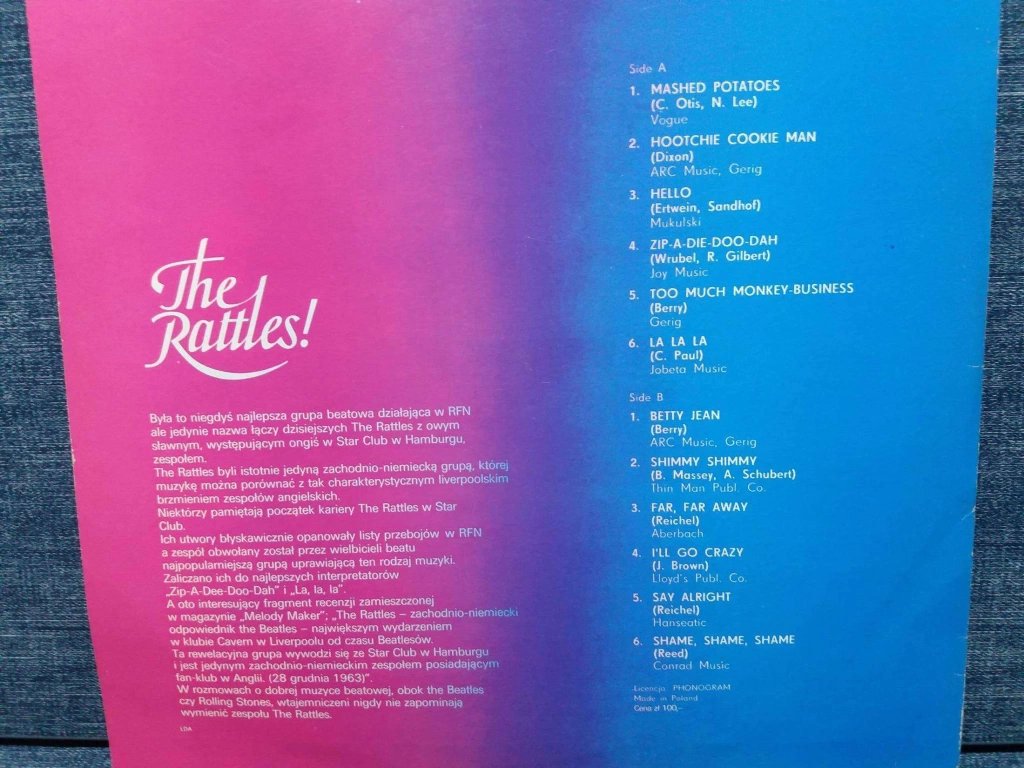 The
Rattles!
Była to niegdyś najlepsza grupa beatowa działająca w RFN
ale jedynie nazwa łączy dzisiejszych The Rattles z owym
sławnym, występującym ongiś w Star Club w Hamburgu,
zespołem.
The Rattles byli istotnie jedyną zachodnio-niemiecką grupą, której
muzykę można porównać z tak charakterystycznym liverpoolskim
brzmieniem zespołów angielskich.
Niektórzy pamiętają początek kariery The Rattles w Star
Club.
Ich utwory błyskawicznie opanowały listy przebojów w RFN
a zespół obwołany został przez wielbicieli beatu
najpopularniejszą grupą uprawiającą ten rodzaj muzyki.
Zaliczano ich do najlepszych interpretatorów
„Zip-A-Dee-Doo-Dah” i „La, la, la”.
A oto interesujący fragment recenzji zamieszczonej
w magazynie „Melody Maker”; „The Rattles – zachodnio-niemiecki
odpowiednik the Beatles – największym wydarzeniem
w klubie Cavern w Liverpoolu od czasu Beatlesów.
Ta rewelacyjna grupa wywodzi się ze Star Club w Hamburgu
i jest jedynym zachodnio-niemieckim zespołem posiadającym
fan-klub w Anglii. (28 grudnia 1963)”.
W rozmowach o dobrej muzyce beatowej, obok the Beatles
czy Rolling Stones, wtajemniczeni nigdy nie zapominają
wymienić zespołu The Rattles.
LDA
Side A
1. MASHED POTATOES
(C. Otis, N. Lee)
Vogue
2. HOOTCHIE COOKIE MAN
(Dixon)
ARC Music, Gerig
3. HELLO
(Ertwein, Sandhof)
Mukulski
4. ZIP-A-DIE-DOO-DAH
(Wrubel, R. Gilbert)
Joy Music
5. TOO MUCH MONKEY-BUSINESS
(Berry)
Gerig
6. LA LA LA
(C. Paul)
Jobeta Music
Side B
1. BETTY JEAN
(Berry)
ARC Music, Gerig
2. SHIMMY SHIMMY
(B. Massey, A. Schubert)
Thin Man Publ. Co.
3. FAR, FAR AWAY
(Reichel)
Aberbach
4. I'LL GO CRAZY
(J. Brown)
Lloyd's Publ. Co.
5. SAY ALRIGHT
(Reichel)
Hanseatic
6. SHAME, SHAME, SHAME
(Reed)
Conrad Music
Licencja: PHONOGRAM
Made in Poland
Cena zł 100,-